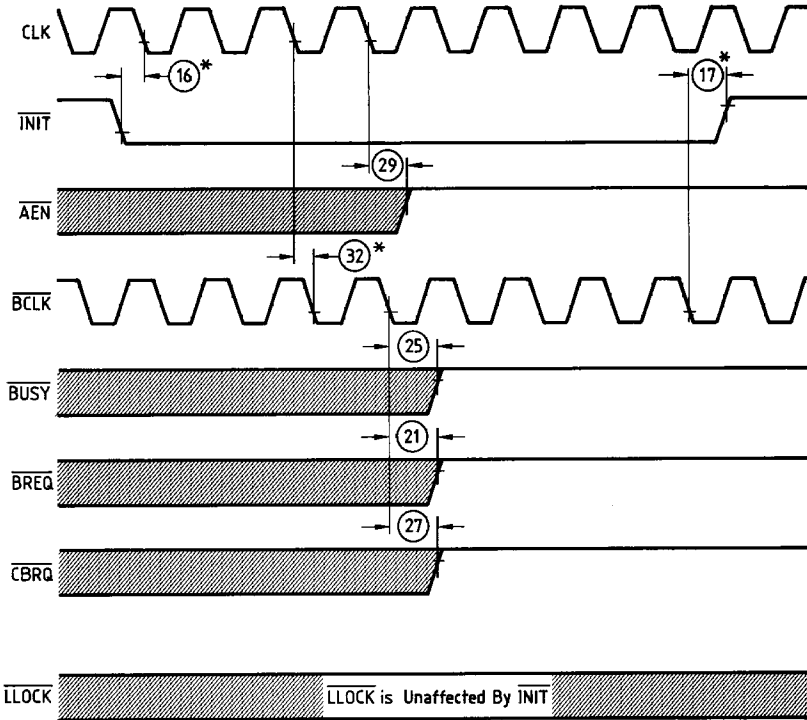 CLK
16*
17*
INIT
29
AEN
32*
BCLK
25
BUSY
21
BREQ
27
CBRQ
LLOCK
LLOCK is Unaffected By INIT